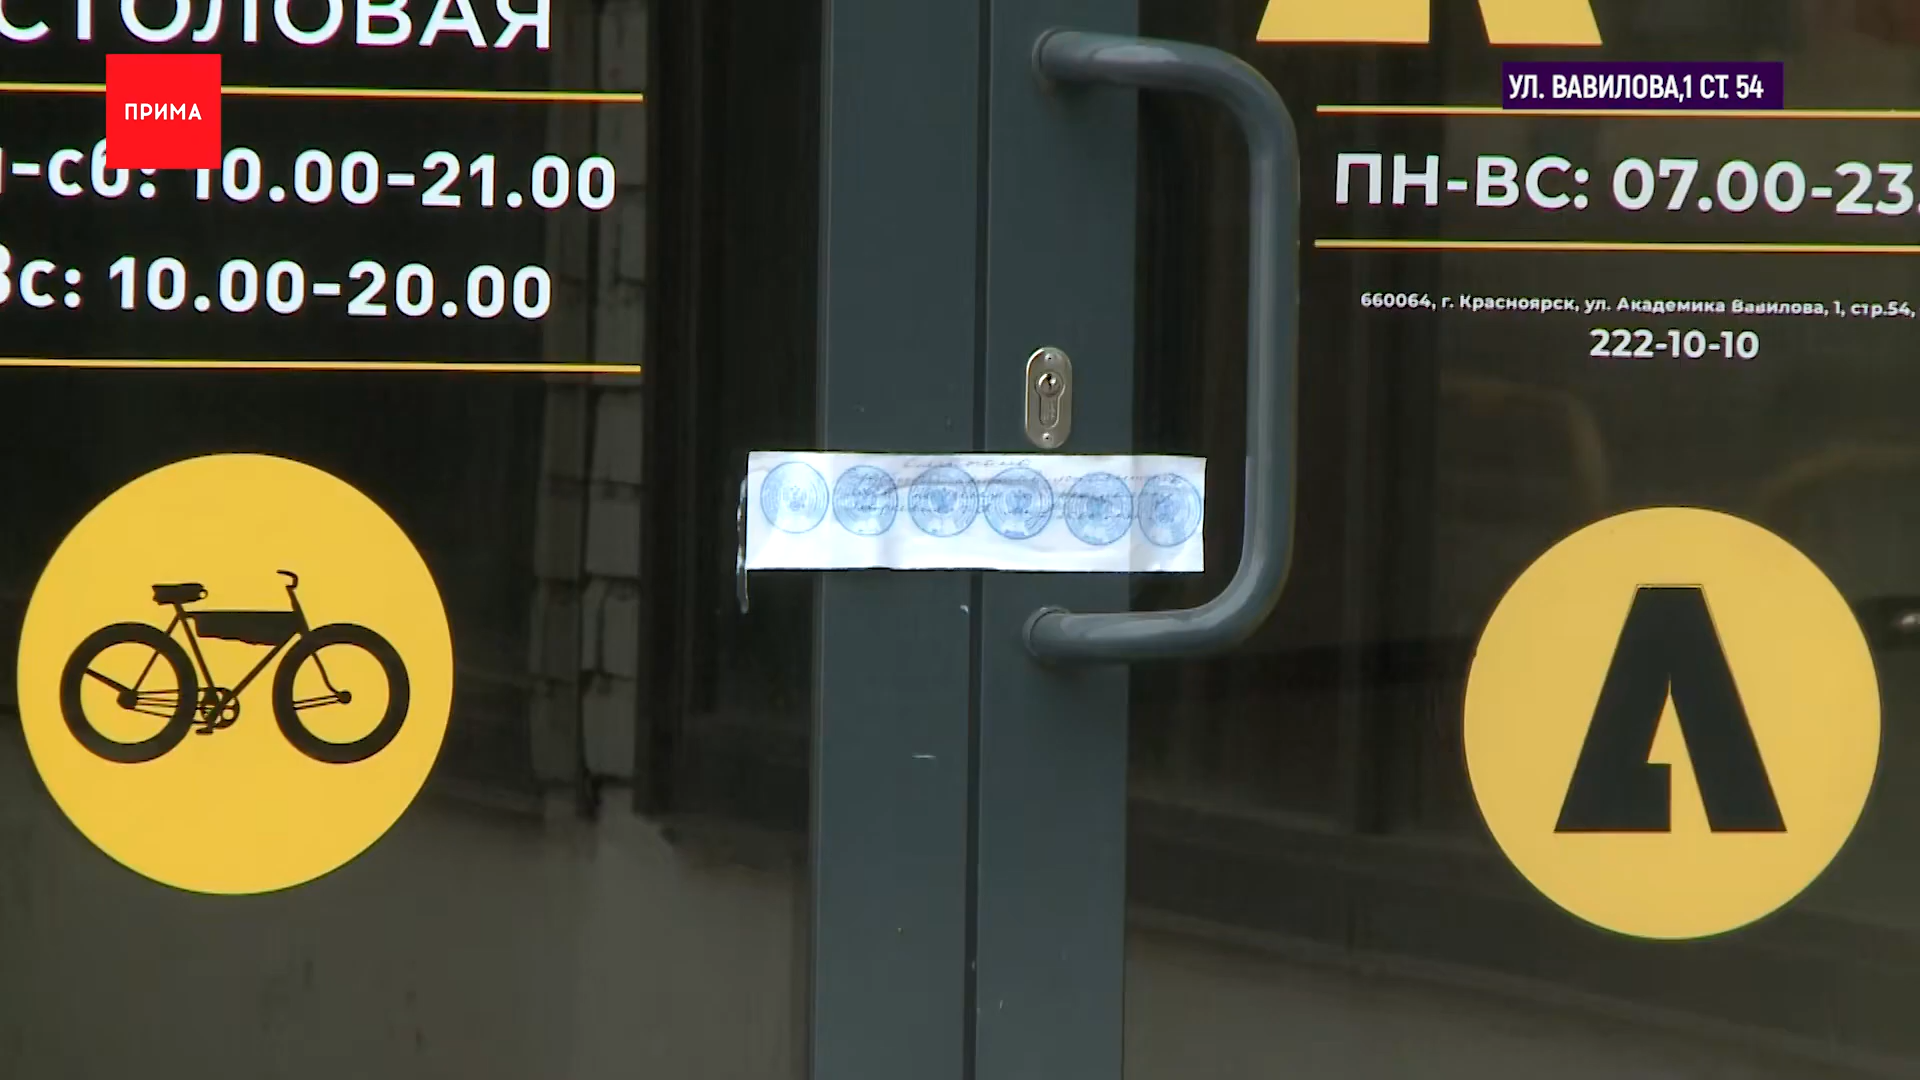 СТОЛОВАЯ
ПРИМА
-сб: 10.00-21.00
Вс: 10.00-20.00
УЛ. ВАВИЛОВА,1 СТ. 54
ПН-ВС: 07.00-23.
660064, г. Красноярск, ул. Академика Вавилова, 1, стр.54,
222-10-10